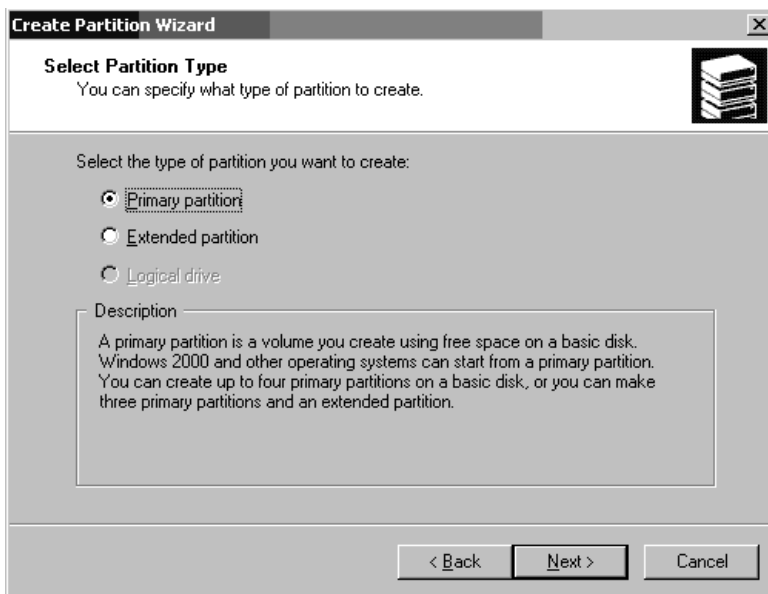 Create Partition Wizard
Select Partition Type
You can specify what type of partition to create.
Select the type of partition you want to create:
Primary partition
Extended partition
Logical drive
Description
A primary partition is a volume you create using free space on a basic disk.
Windows 2000 and other operating systems can start from a primary partition.
You can create up to four primary partitions on a basic disk, or you can make
three primary partitions and an extended partition.
< Back Next > Cancel